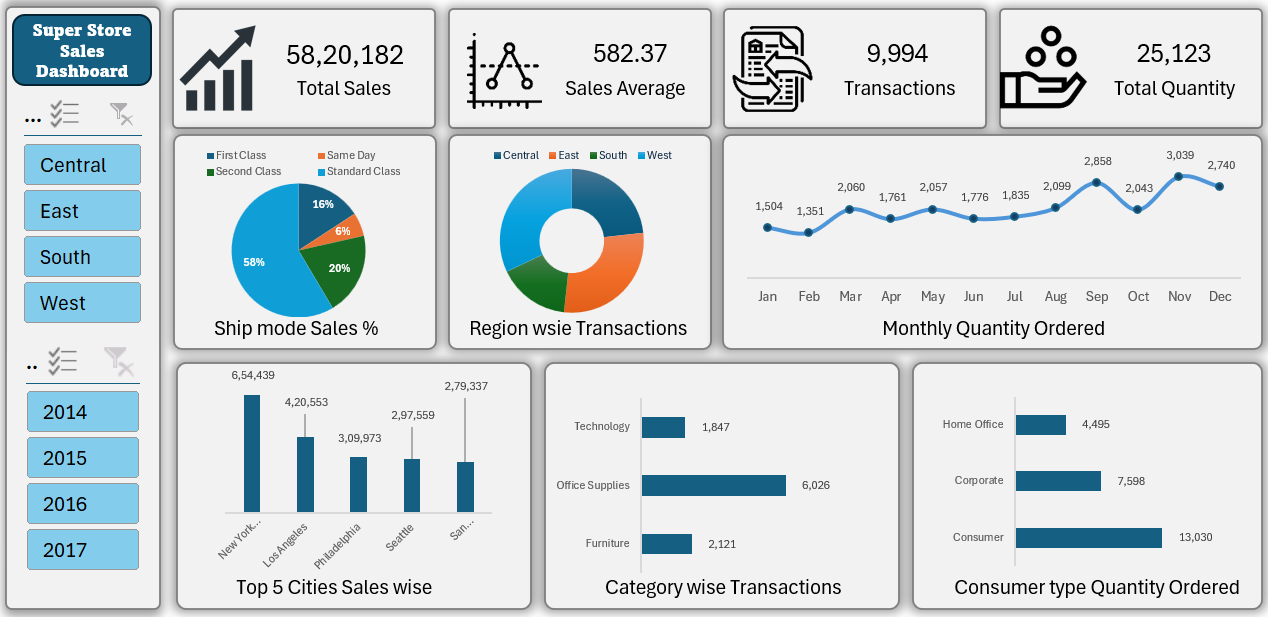 Super Store
Sales
Dashboard
...
Central
East
South
West
..
2014
2015
2016
2017
58,20,182
Total Sales
582.37
Sales Average
9,994
Transactions
25,123
Total Quantity
First Class
Same Day
Second Class
Standard Class
16%
6%
20%
58%
Ship mode Sales %
Central East South West
Region wsie Transactions
1,504
1,351
2,060
1,761
2,057
1,776
1,835
2,099
2,858
2,043
3,039
2,740
Jan Feb Mar Apr May Jun Jul Aug Sep Oct Nov Dec
Monthly Quantity Ordered
6,54,439
4,20,553
3,09,973
2,97,559
2,79,337
New York...
Los Angeles
Philadelphia
Seattle
San...
Top 5 Cities Sales wise
Technology 1,847
Office Supplies 6,026
Furniture 2,121
Category wise Transactions
Home Office 4,495
Corporate 7,598
Consumer 13,030
Consumer type Quantity Ordered